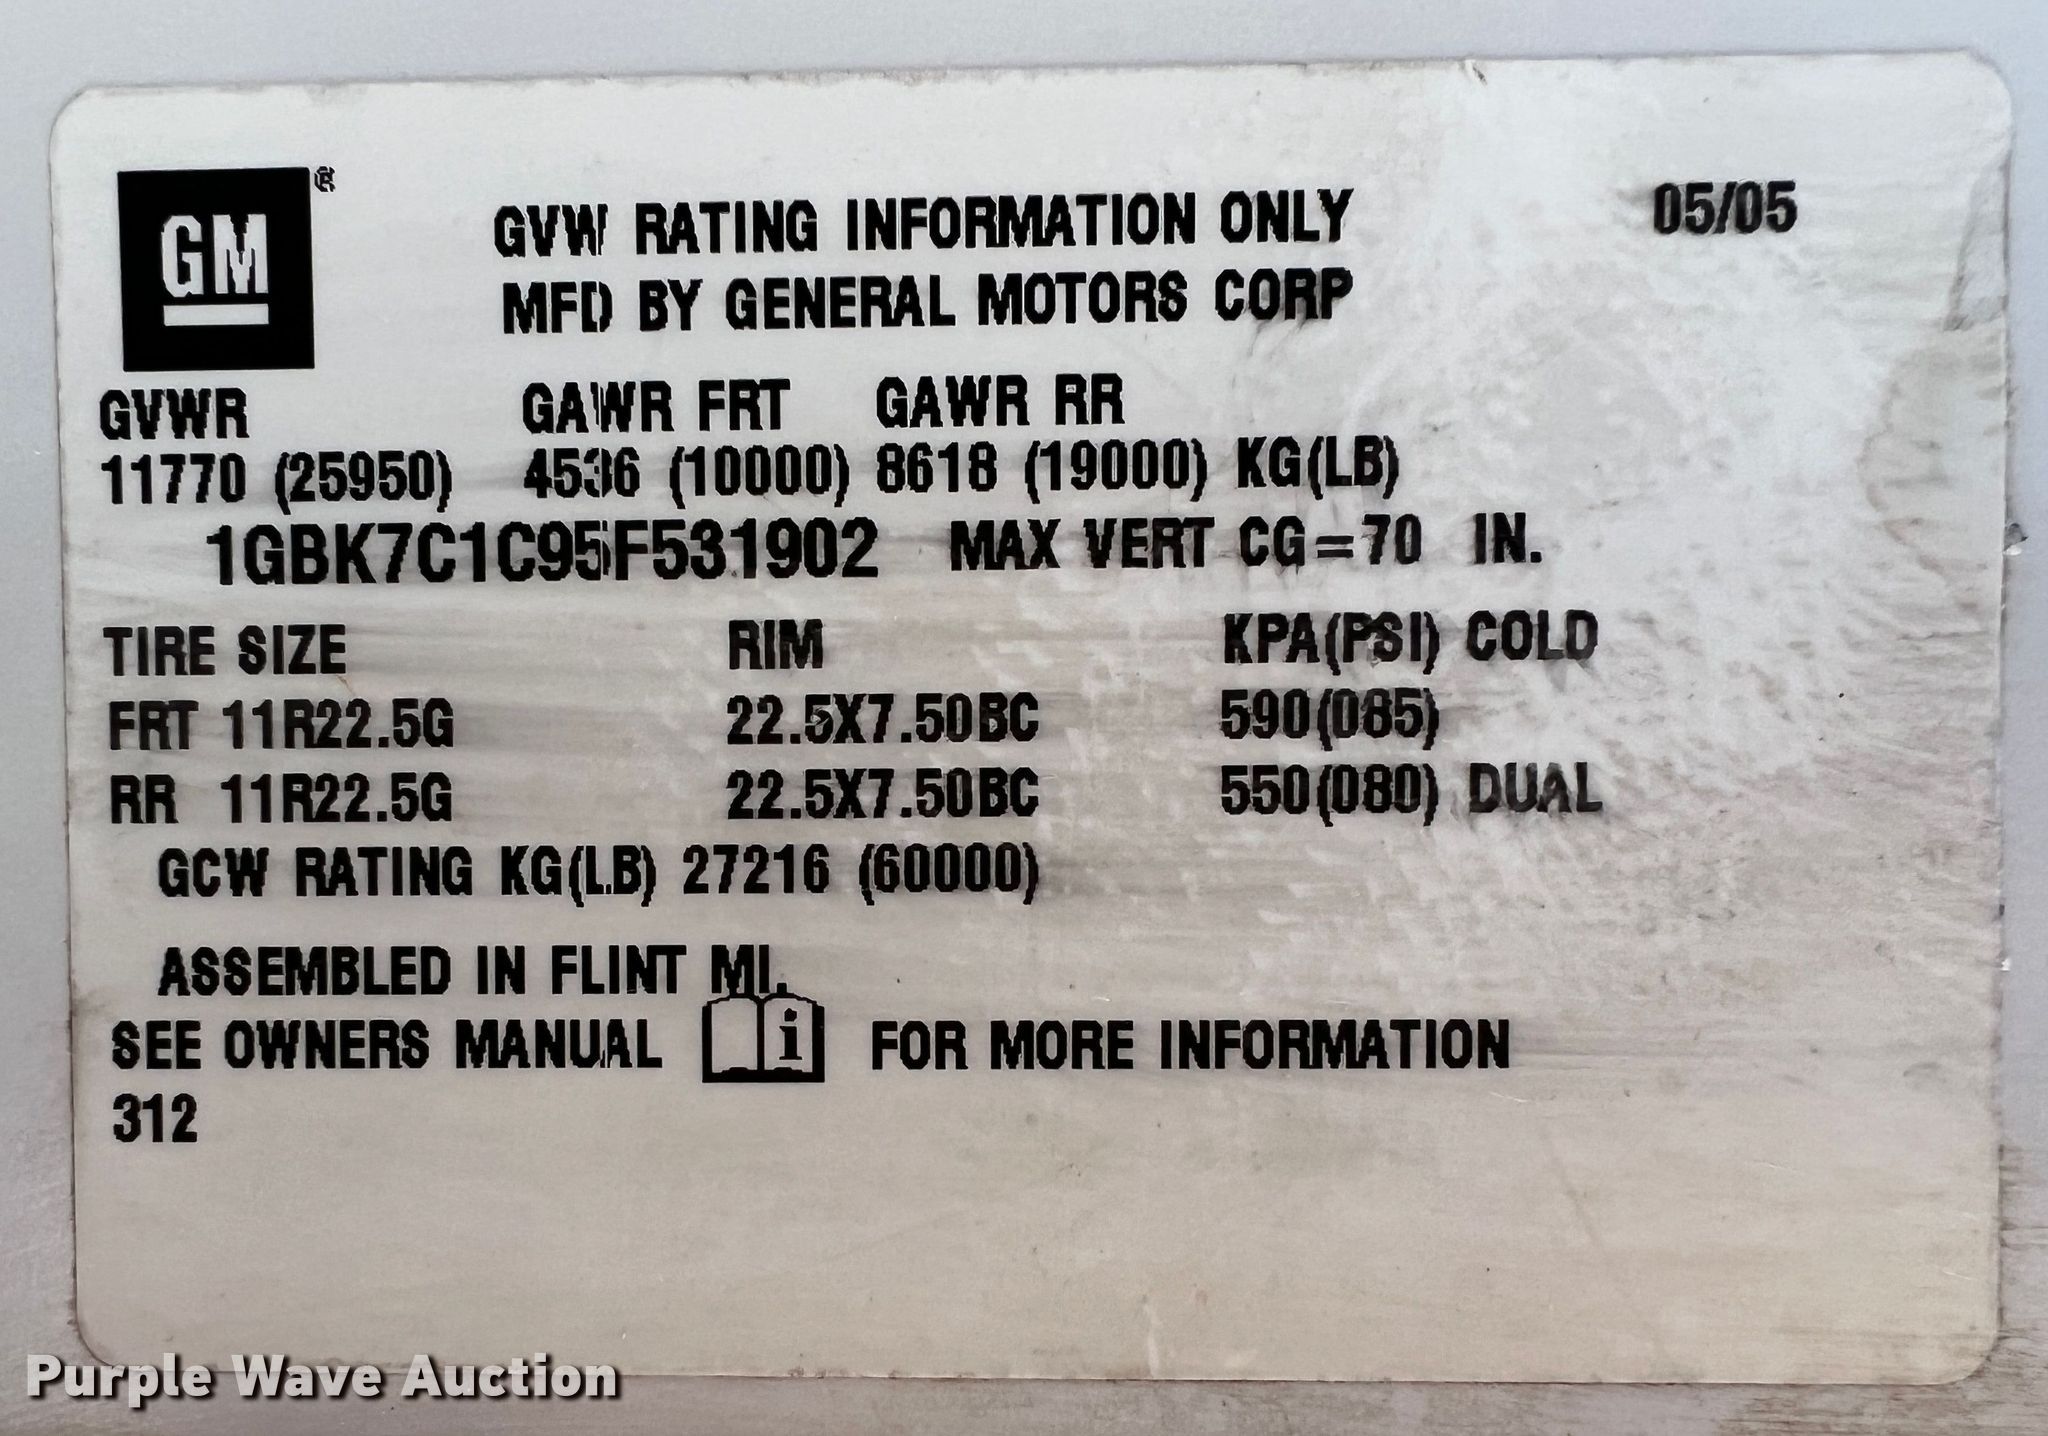 GM ®
GVW RATING INFORMATION ONLY 05/05
MFD BY GENERAL MOTORS CORP
GVWR GAWR FRT GAWR RR
11770 (25950) 4536 (10000) 8618 (19000) KG(LB)
1GBK7C1C95F531902 MAX VERT CG=70 IN.
TIRE SIZE RIM KPA(PSI) COLD
FRT 11R22.5G 22.5X7.50BC 590(085)
RR 11R22.5G 22.5X7.50BC 550(080) DUAL
GCW RATING KG(LB) 27216 (60000)
ASSEMBLED IN FLINT MI.
SEE OWNERS MANUAL i FOR MORE INFORMATION
312
Purple Wave Auction